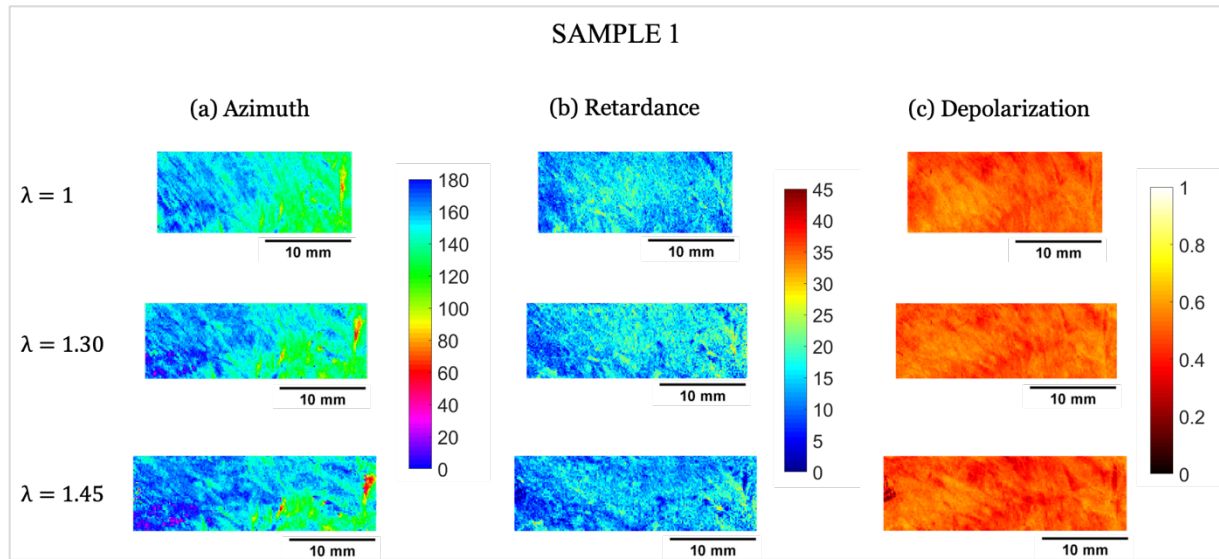 SAMPLE 1
(a) Azimuth
(b) Retardance
(c) Depolarization
λ = 1
10 mm
10 mm
10 mm
λ = 1.30
10 mm
10 mm
10 mm
λ = 1.45
10 mm
10 mm
10 mm
180
160
140
120
100
80
60
40
20
0
45
40
35
30
25
20
15
10
5
0
1
0.8
0.6
0.4
0.2
0